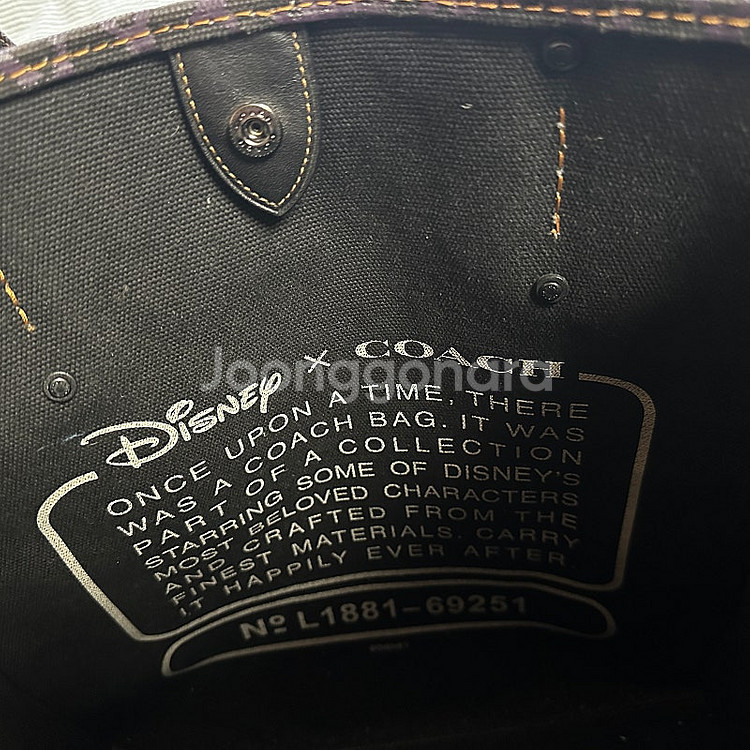 Disney × COACH
ONCE UPON A TIME, THERE
WAS A COACH BAG. IT WAS
PART OF A COLLECTION
STARRING SOME OF DISNEY'S
MOST BELOVED CHARACTERS
AND CRAFTED FROM THE
FINEST MATERIALS. CARRY
IT HAPPILY EVER AFTER.
Nº L1881-69251
Joonggonara